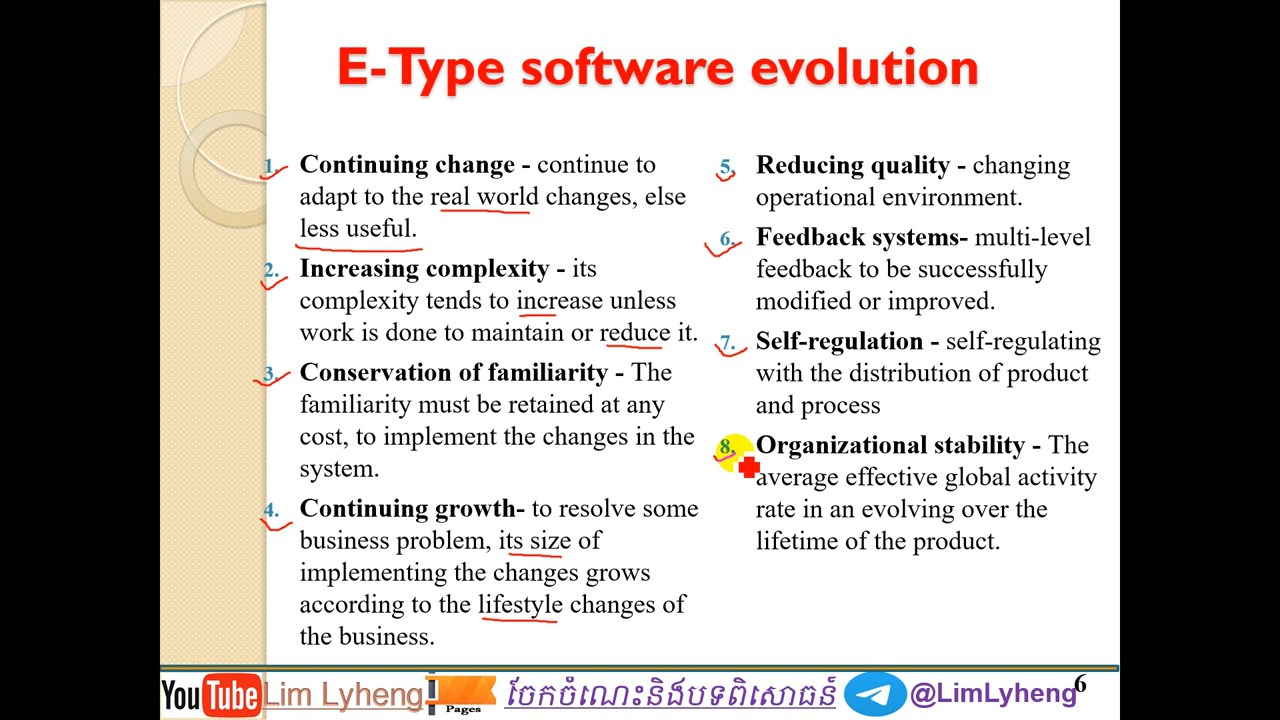 E-Type software evolution
1. Continuing change - continue to
adapt to the real world changes, else
less useful.
2. Increasing complexity - its
complexity tends to increase unless
work is done to maintain or reduce it.
3. Conservation of familiarity - The
familiarity must be retained at any
cost, to implement the changes in the
system.
4. Continuing growth- to resolve some
business problem, its size of
implementing the changes grows
according to the lifestyle changes of
the business.
5. Reducing quality - changing
operational environment.
6. Feedback systems- multi-level
feedback to be successfully
modified or improved.
7. Self-regulation - self-regulating
with the distribution of product
and process
8. Organizational stability - The
average effective global activity
rate in an evolving over the
lifetime of the product.
YouTube Lim Lyheng Pages ចែកចំណេះនិងបទពិសោធន៍ @LimLyheng 6